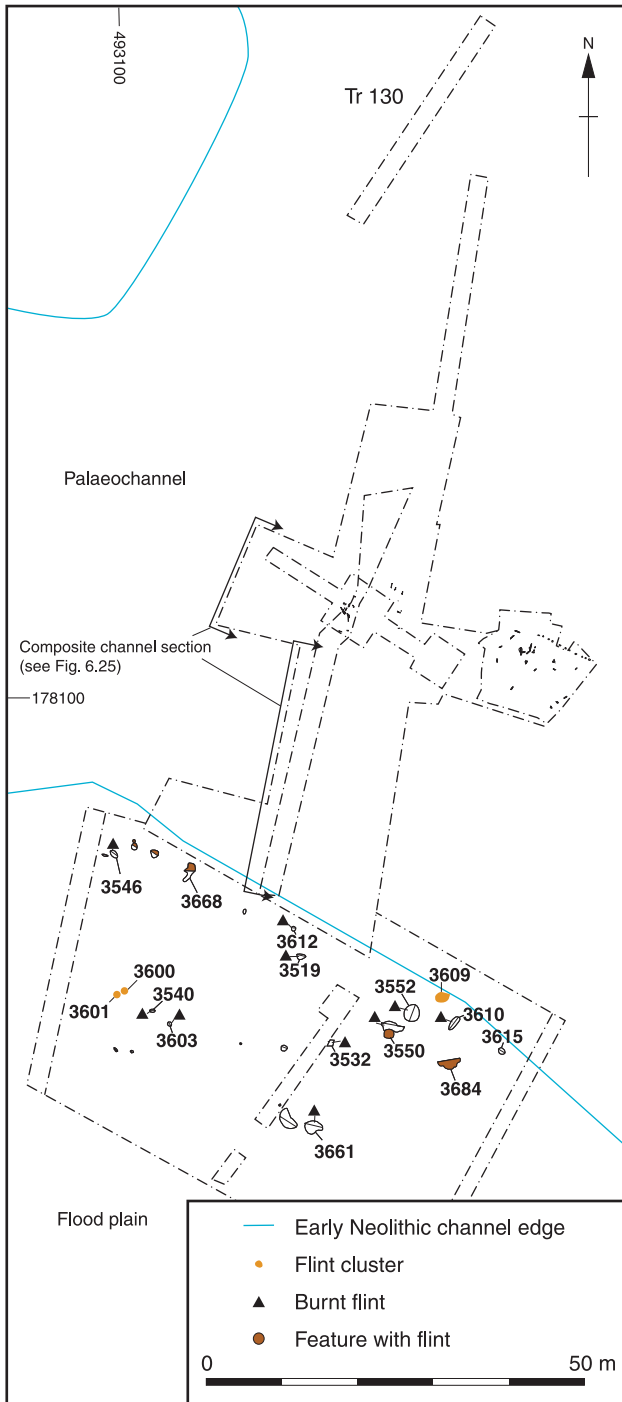 493100
N
Tr 130
Palaeochannel
Composite channel section
(see Fig. 6.25)
178100
3546
3668
3612
3519
3600
3601
3540
3603
3552
3609
3610
3615
3550
3532
3684
3661
Flood plain
Early Neolithic channel edge
Flint cluster
Burnt flint
Feature with flint
0
50 m